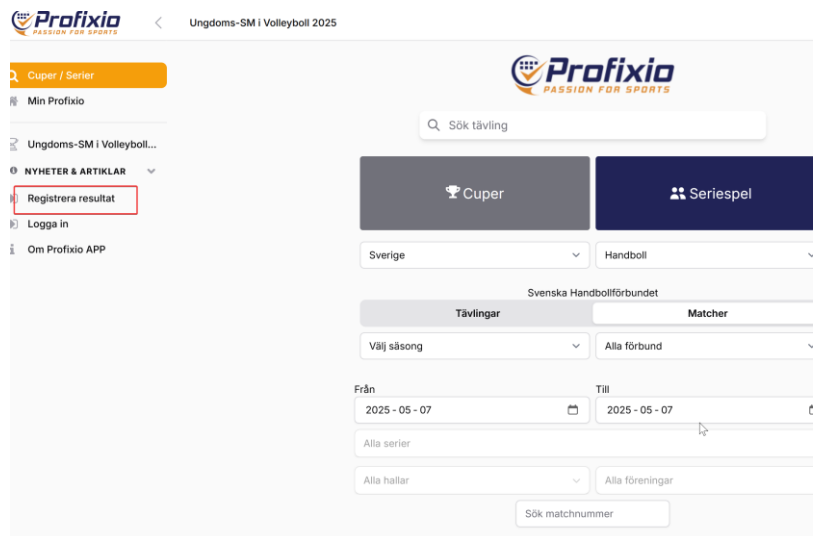 Profixio
PASSION FOR SPORTS
Ungdoms-SM i Volleyboll 2025
Cuper / Serier
Min Profixio
Ungdoms-SM i Volleyboll...
NYHETER & ARTIKLAR
Registrera resultat
Logga in
Om Profixio APP
Profixio
PASSION FOR SPORTS
Sök tävling
Cuper
Seriespel
Sverige
Handboll
Svenska Handbollförbundet
Tävlingar
Matcher
Välj säsong
Alla förbund
Från
Till
2025-05-07
2025-05-07
Alla serier
Alla hallar
Alla föreningar
Sök matchnummer